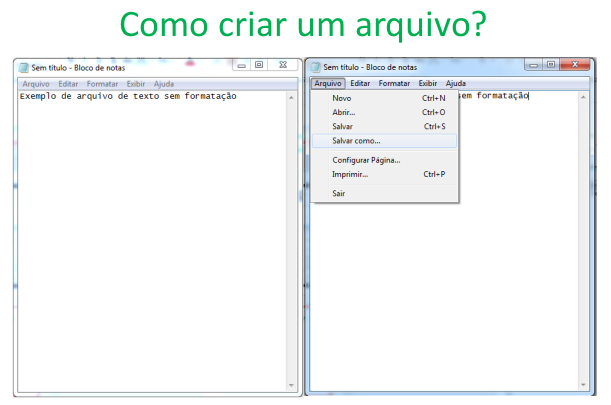 Como criar um arquivo?
Sem título - Bloco de notas
Arquivo Editar Formatar Exibir Ajuda
Exemplo de arquivo de texto sem formatação
Sem título - Bloco de notas
Arquivo Editar Formatar Exibir Ajuda
sem formatação
Novo Ctrl+N
Abrir... Ctrl+O
Salvar Ctrl+S
Salvar como...
Configurar Página...
Imprimir... Ctrl+P
Sair